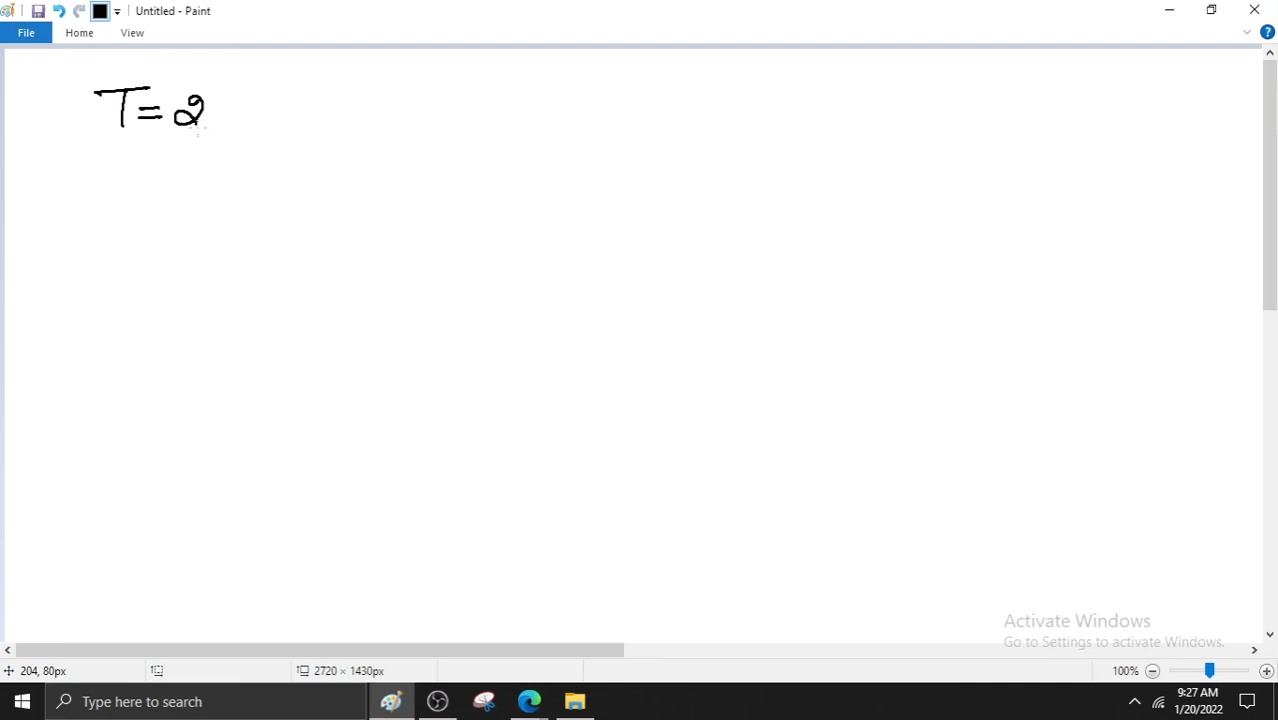 Untitled - Paint
File Home View
T=2
Activate Windows
Go to Settings to activate Windows.
204, 80px
2720 × 1430px
100%
Type here to search
9:27 AM
1/20/2022